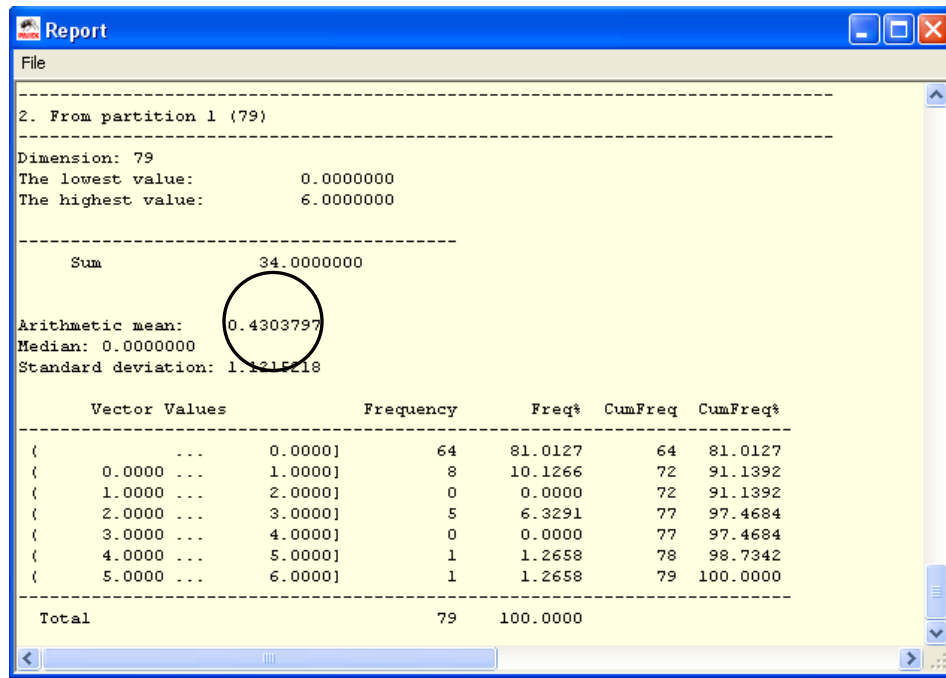 Report
File
--------------------------------------------------------------------------------
2. From partition 1 (79)
--------------------------------------------------------------------------------
Dimension: 79
The lowest value: 0.0000000
The highest value: 6.0000000
------------------------------------------
Sum 34.0000000
Arithmetic mean: 0.4303797
Median: 0.0000000
Standard deviation: 1.1215218
Vector Values Frequency Freq% CumFreq CumFreq%
--------------------------------------------------------------------------
( ... 0.0000] 64 81.0127 64 81.0127
( 0.0000 ... 1.0000] 8 10.1266 72 91.1392
( 1.0000 ... 2.0000] 0 0.0000 72 91.1392
( 2.0000 ... 3.0000] 5 6.3291 77 97.4684
( 3.0000 ... 4.0000] 0 0.0000 77 97.4684
( 4.0000 ... 5.0000] 1 1.2658 78 98.7342
( 5.0000 ... 6.0000] 1 1.2658 79 100.0000
--------------------------------------------------------------------------
Total 79 100.0000